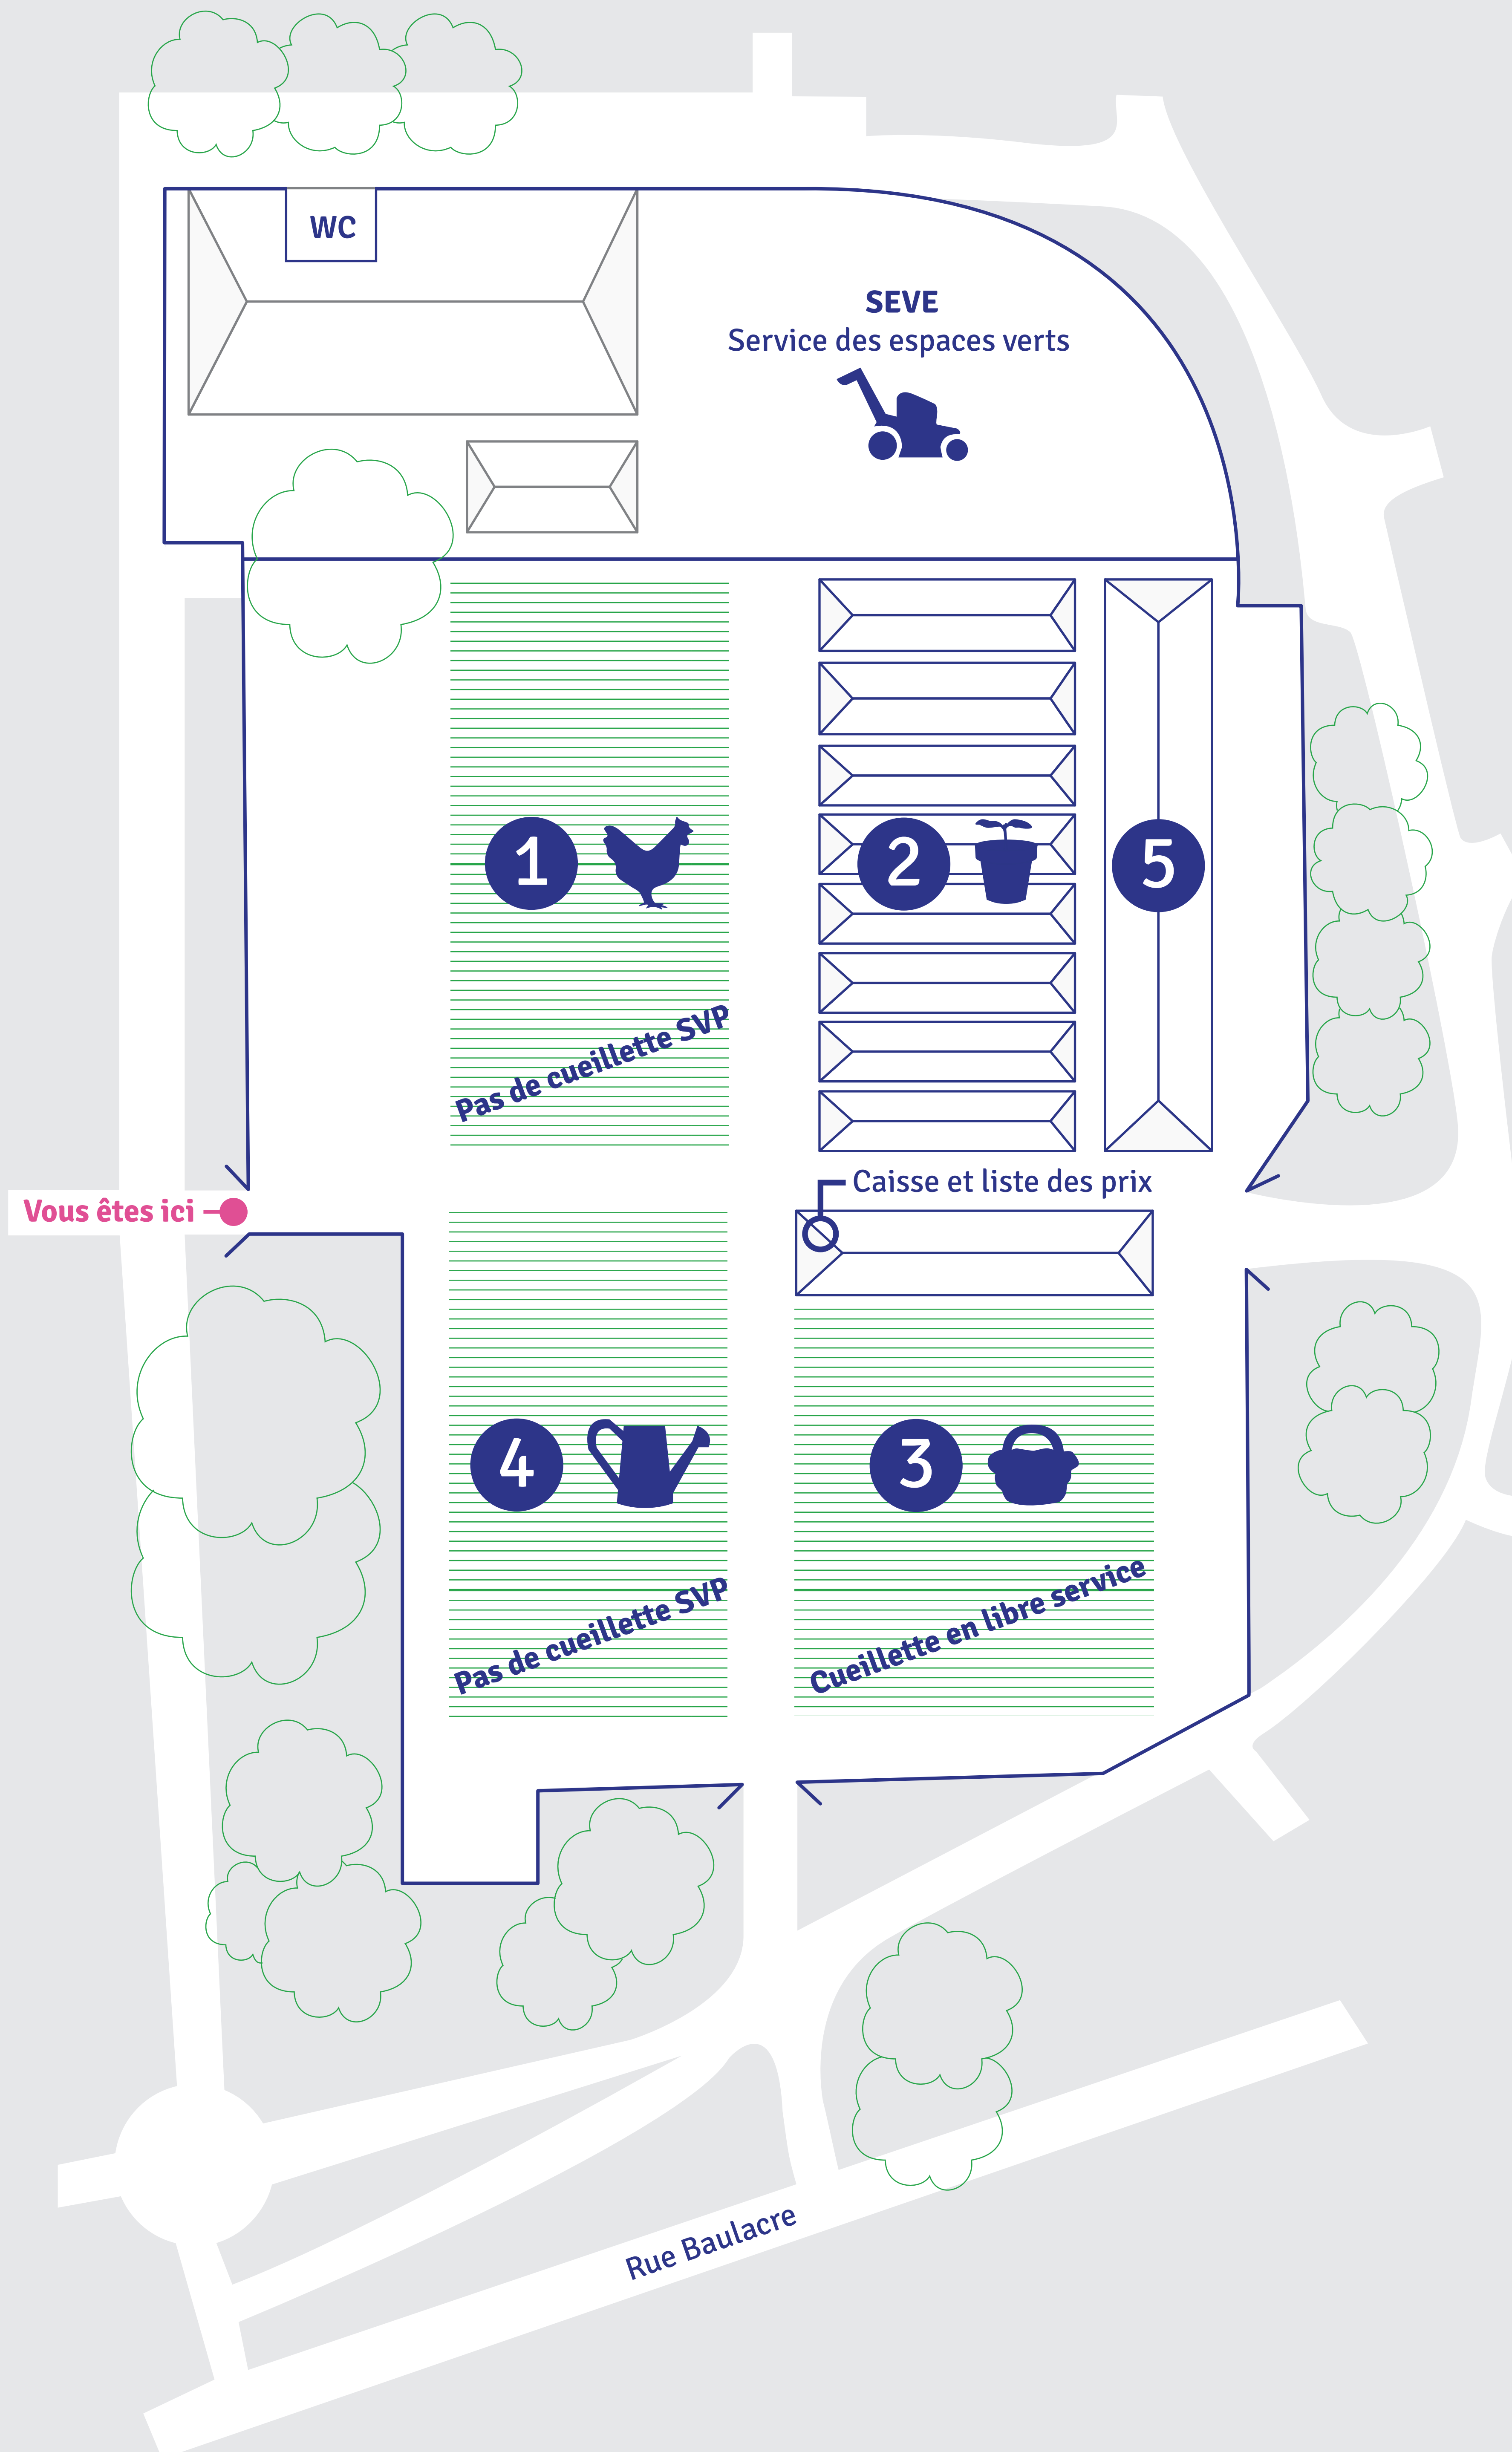 WC
SEVE
Service des espaces verts
1
2
5
Pas de cueillette SVP
Caisse et liste des prix
Vous êtes ici
4
3
Pas de cueillette SVP
Cueillette en libre service
Rue Baulacre